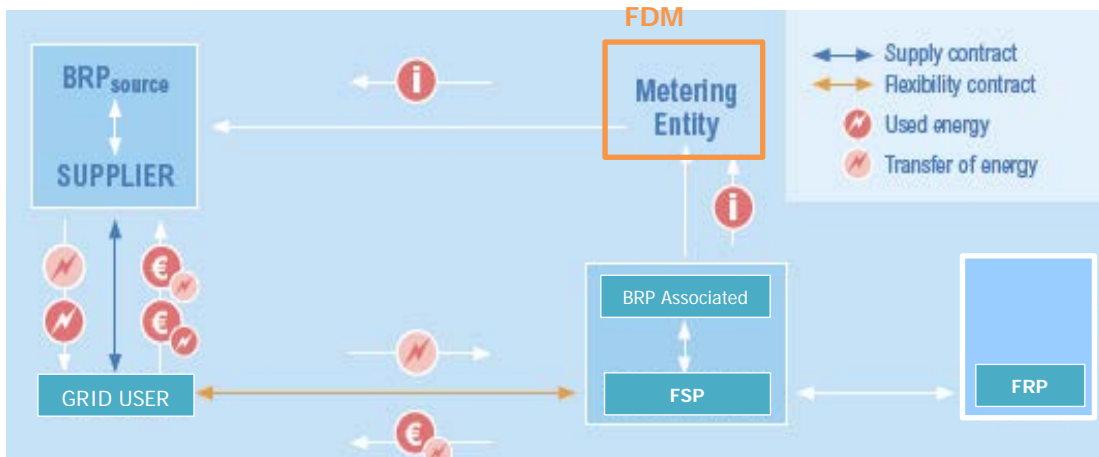 FDM
BRPsource
SUPPLIER
i
Metering
Entity
Supply contract
Flexibility contract
Used energy
Transfer of energy
i
€
€
BRP Associated
GRID USER
FSP
FRP
€